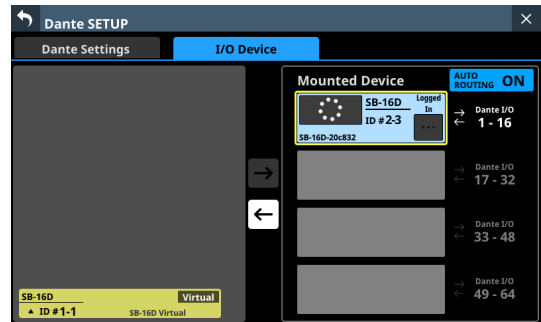 Dante SETUP
Dante Settings
I/O Device
Mounted Device
AUTO
ROUTING ON
SB-16D
Logged
In
ID # 2-3
...
SB-16D-20c832
Dante I/O
1 - 16
Dante I/O
17 - 32
Dante I/O
33 - 48
Dante I/O
49 - 64
SB-16D
Virtual
▲ ID # 1-1
SB-16D Virtual